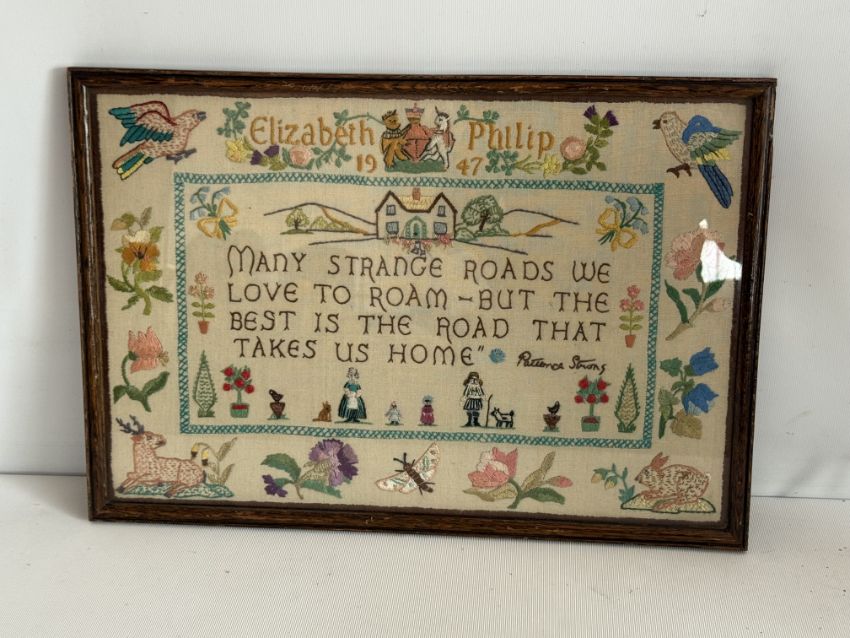 Elizabeth Philip
19 47
MANY STRANGE ROADS WE
LOVE TO ROAM – BUT THE
BEST IS THE ROAD THAT
TAKES US HOME"
Patience Strong